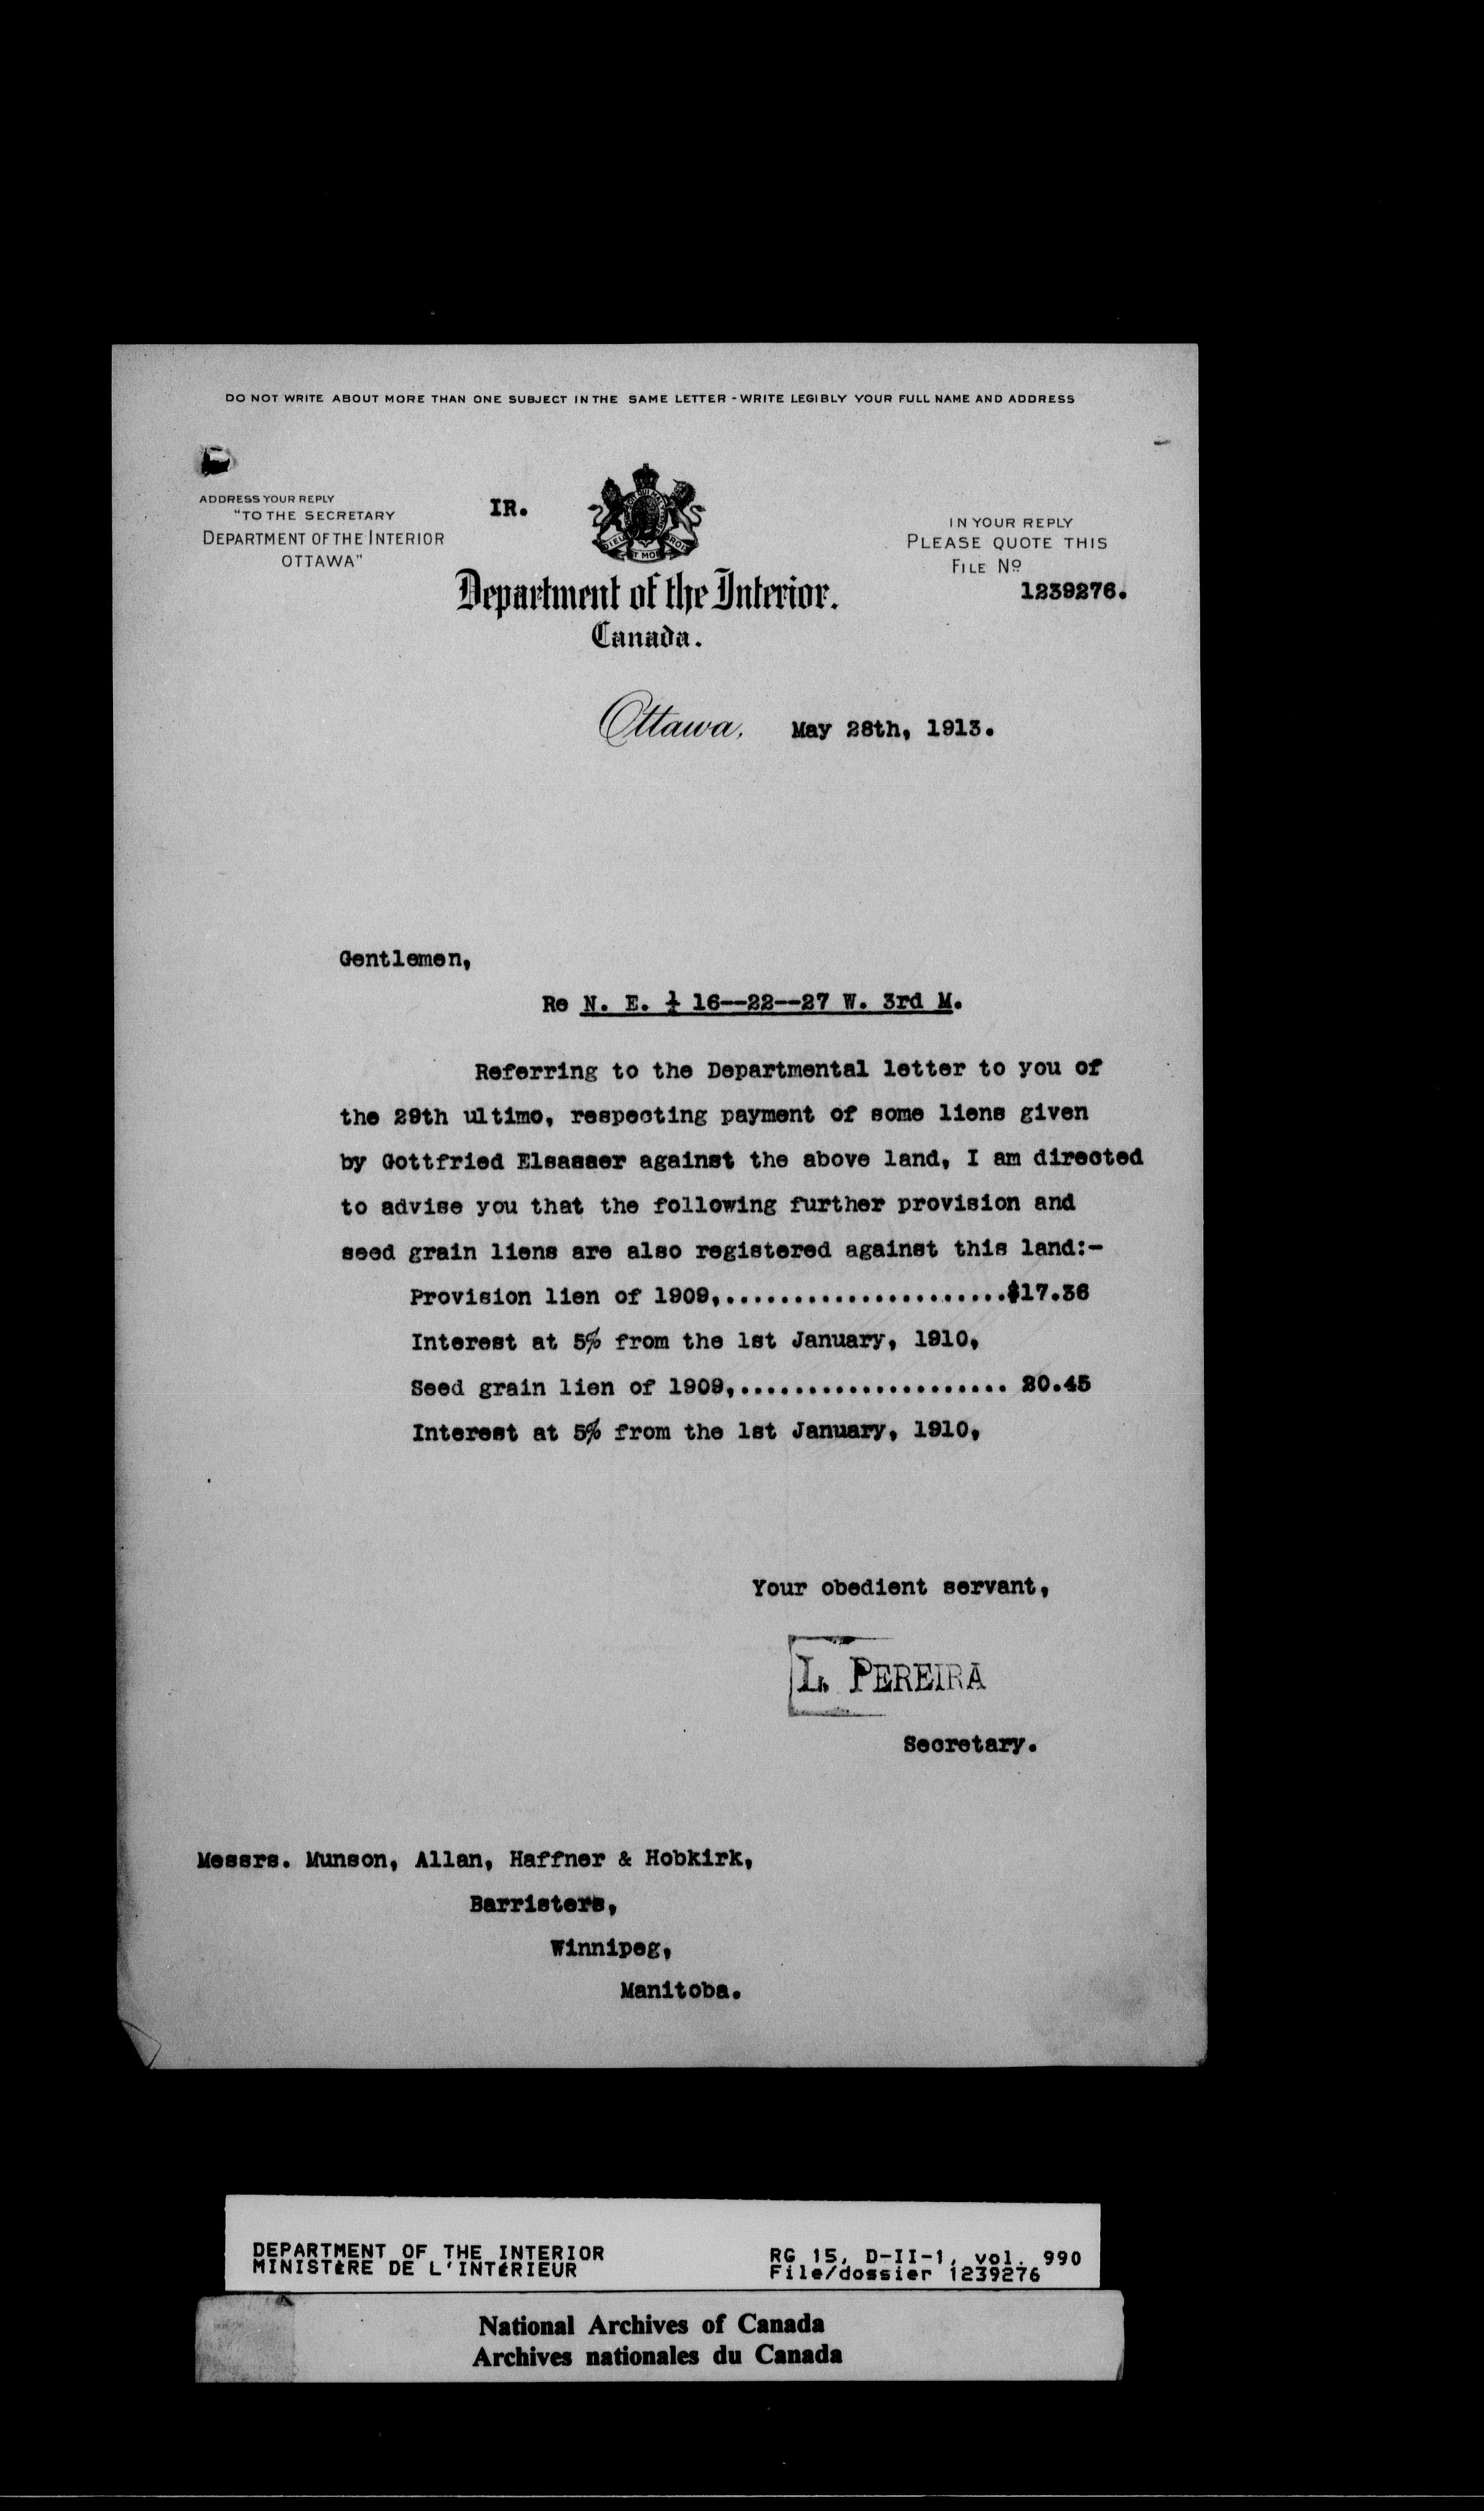 DO NOT WRITE ABOUT MORE THAN ONE SUBJECT IN THE SAME LETTER - WRITE LEGIBLY YOUR FULL NAME AND ADDRESS
ADDRESS YOUR REPLY
"TO THE SECRETARY
DEPARTMENT OF THE INTERIOR
OTTAWA"
IR.
IN YOUR REPLY
PLEASE QUOTE THIS
FILE No
1239276.
Department of the Interior.
Canada.
Ottawa, May 28th, 1913.
Gentlemen,
Re N. E. ¼ 16--22--27 W. 3rd M.
Referring to the Departmental letter to you of
the 29th ultimo, respecting payment of some liens given
by Gottfried Elsasser against the above land, I am directed
to advise you that the following further provision and
seed grain liens are also registered against this land:-
Provision lien of 1909,.....................$17.36
Interest at 5% from the 1st January, 1910,
Seed grain lien of 1909,.................... 20.45
Interest at 5% from the 1st January, 1910,
Your obedient servant,
L. PEREIRA
Secretary.
Messrs. Munson, Allan, Haffner & Hobkirk,
Barristers,
Winnipeg,
Manitoba.
DEPARTMENT OF THE INTERIOR
MINISTÈRE DE L'INTÉRIEUR
RG 15, D-II-1, vol. 990
File/dossier 1239276
National Archives of Canada
Archives nationales du Canada